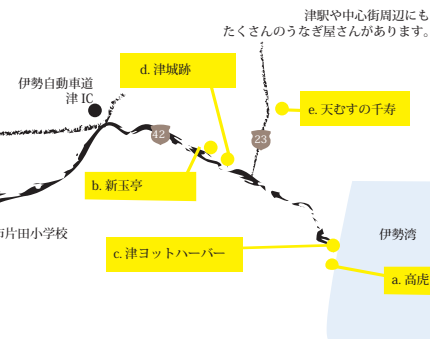 津駅や中心街周辺にも
たくさんのうなぎ屋さんがあります。
d. 津城跡
伊勢自動車道
津 IC
e. 天むすの千寿
42
23
b. 新玉亭
市片田小学校
c. 津ヨットハーバー
伊勢湾
a. 高虎